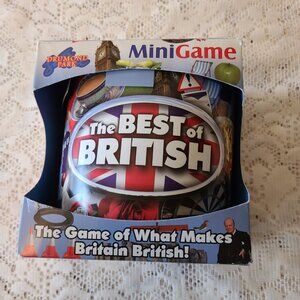 DRUMOND
PARK
MiniGame
The BEST of
BRITISH
The Game of What Makes
Britain British!